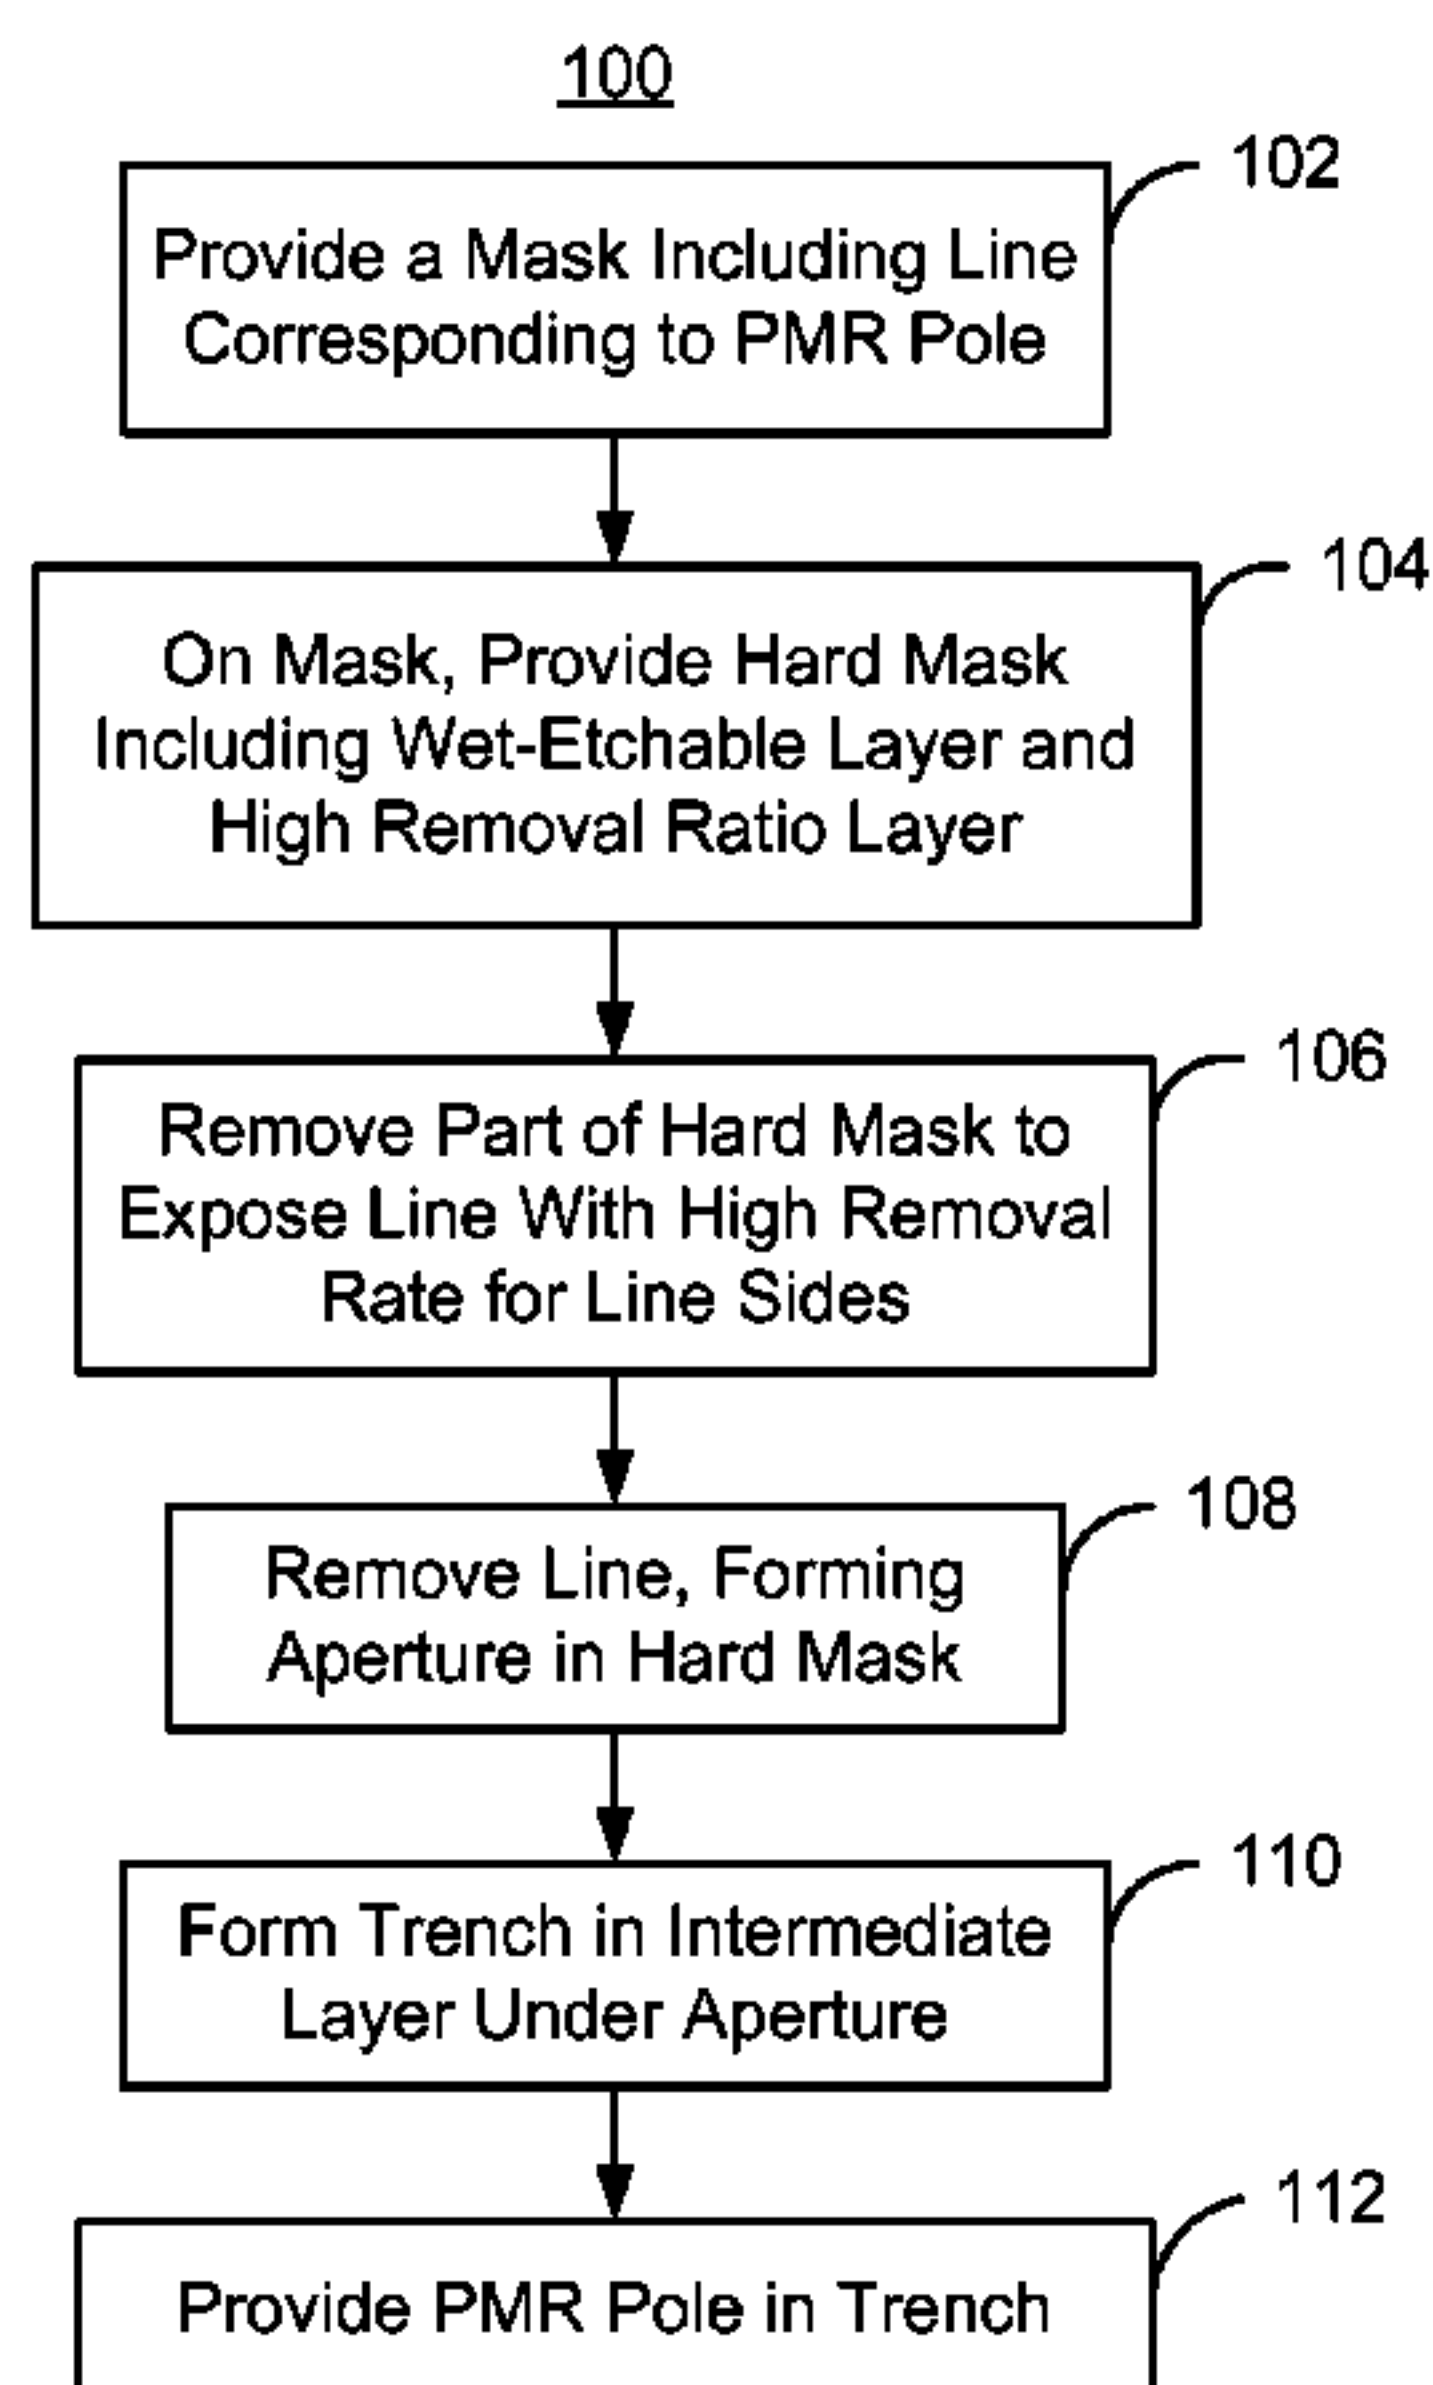 100
102
Provide a Mask Including Line
Corresponding to PMR Pole
104
On Mask, Provide Hard Mask
Including Wet-Etchable Layer and
High Removal Ratio Layer
106
Remove Part of Hard Mask to
Expose Line With High Removal
Rate for Line Sides
108
Remove Line, Forming
Aperture in Hard Mask
110
Form Trench in Intermediate
Layer Under Aperture
112
Provide PMR Pole in Trench